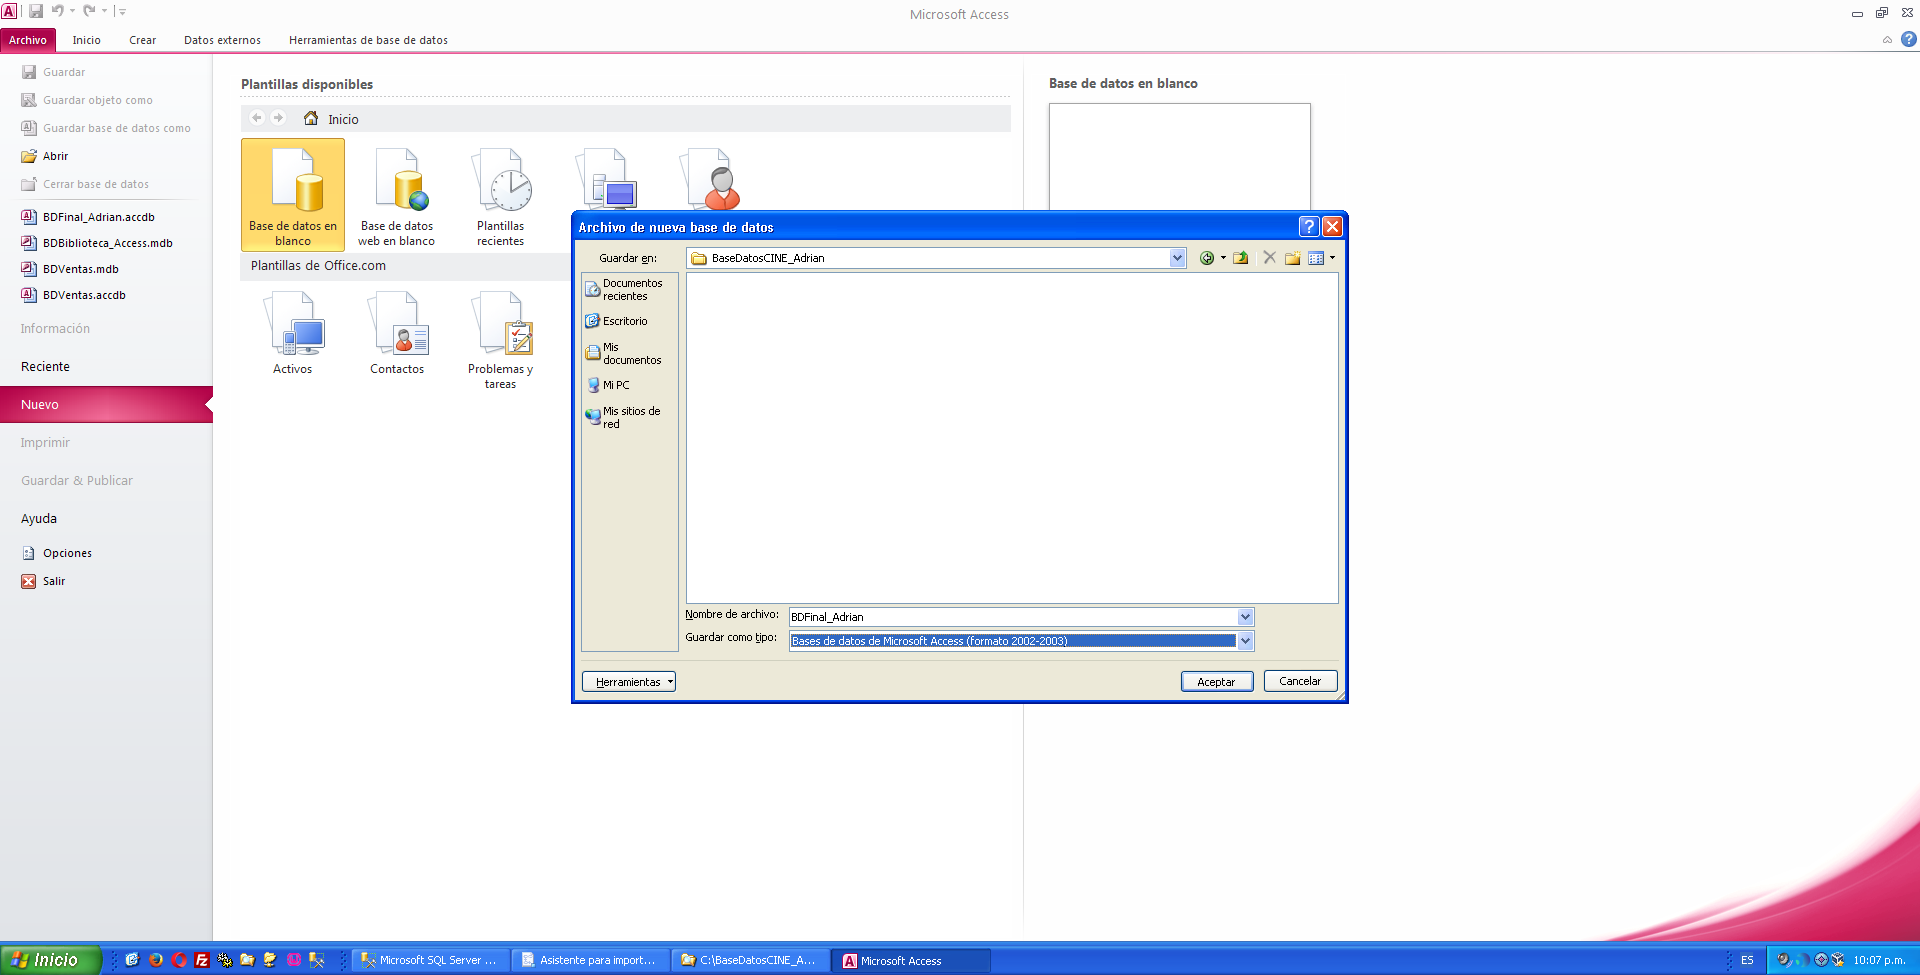 Microsoft Access
Archivo
Inicio
Crear
Datos externos
Herramientas de base de datos
Guardar
Guardar objeto como
Guardar base de datos como
Abrir
Cerrar base de datos
BDFinal_Adrian.accdb
BDBiblioteca_Access.mdb
BDVentas.mdb
BDVentas.accdb
Información
Reciente
Nuevo
Imprimir
Guardar & Publicar
Ayuda
Opciones
Salir
Plantillas disponibles
Inicio
Base de datos en
blanco
Base de datos
web en blanco
Plantillas
recientes
Plantillas de Office.com
Activos
Contactos
Problemas y
tareas
Base de datos en blanco
Archivo de nueva base de datos
Guardar en:
BaseDatosCINE_Adrian
Documentos
recientes
Escritorio
Mis
documentos
Mi PC
Mis sitios de
red
Nombre de archivo:
BDFinal_Adrian
Guardar como tipo:
Bases de datos de Microsoft Access (formato 2002-2003)
Herramientas
Aceptar
Cancelar
Inicio
Microsoft SQL Server ...
Asistente para import...
C:\BaseDatosCINE_A...
Microsoft Access
ES
10:07 p.m.